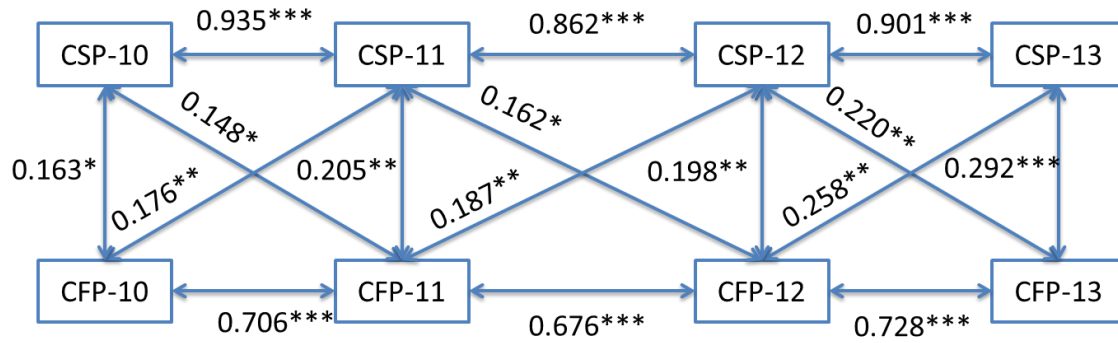 0.935***
0.862***
0.901***
CSP-10
CSP-11
CSP-12
CSP-13
0.148*
0.162*
0.220**
0.163*
0.176**
0.205**
0.187**
0.198**
0.258**
0.292***
CFP-10
CFP-11
CFP-12
CFP-13
0.706***
0.676***
0.728***